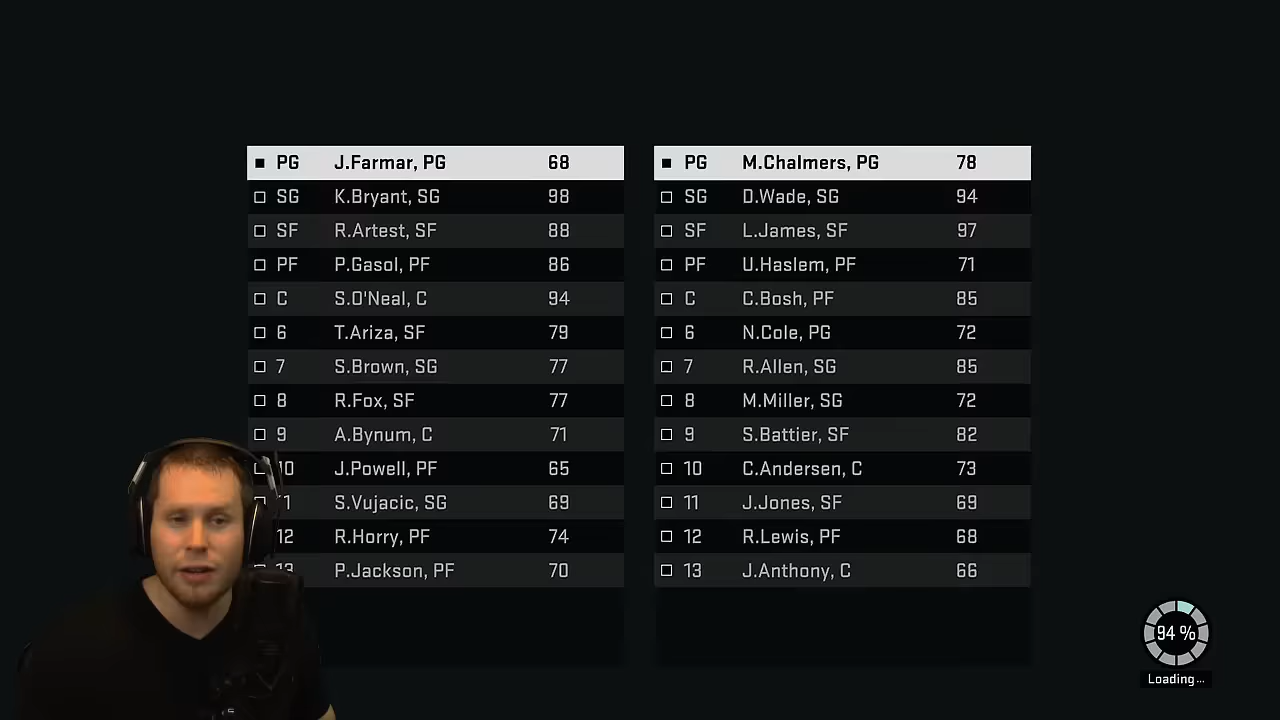 PG J.Farmar, PG 68
SG K.Bryant, SG 98
SF R.Artest, SF 88
PF P.Gasol, PF 86
C S.O'Neal, C 94
6 T.Ariza, SF 79
7 S.Brown, SG 77
8 R.Fox, SF 77
9 A.Bynum, C 71
10 J.Powell, PF 65
11 S.Vujacic, SG 69
12 R.Horry, PF 74
13 P.Jackson, PF 70
PG M.Chalmers, PG 78
SG D.Wade, SG 94
SF L.James, SF 97
PF U.Haslem, PF 71
C C.Bosh, PF 85
6 N.Cole, PG 72
7 R.Allen, SG 85
8 M.Miller, SG 72
9 S.Battier, SF 82
10 C.Andersen, C 73
11 J.Jones, SF 69
12 R.Lewis, PF 68
13 J.Anthony, C 66
94 %
Loading...